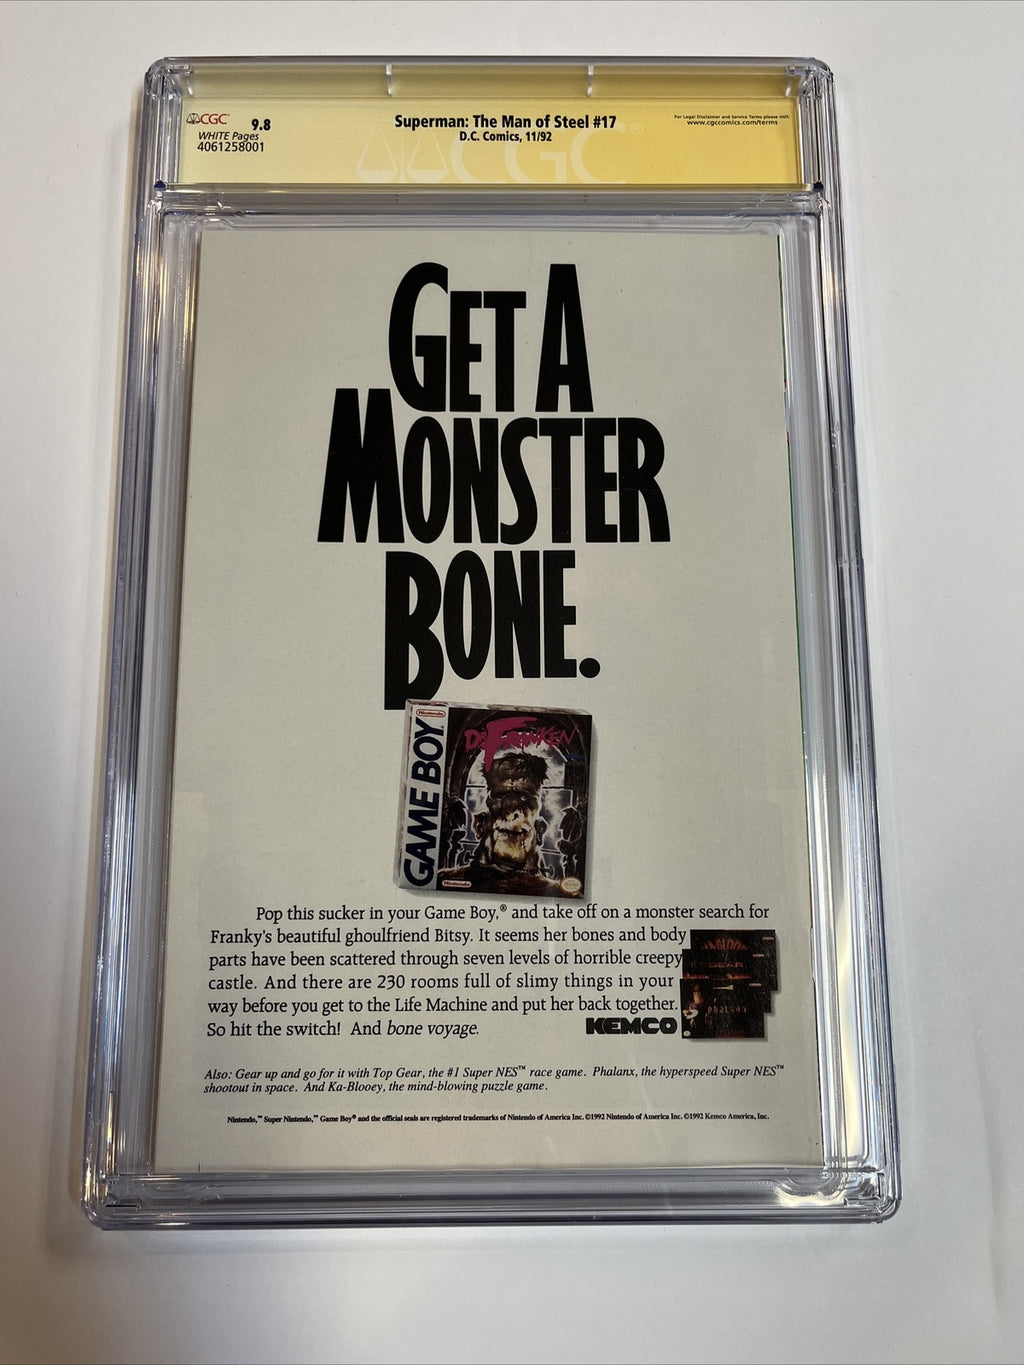 CGC 9.8
WHITE Pages
4061258001
Superman: The Man of Steel #17
D.C. Comics, 11/92
For Legal Disclaimer and Service Terms please visit:
www.cgccomics.com/terms
CGC
GET A
MONSTER
BONE.
Nintendo
GAME BOY
DR. FRANKEN
Nintendo
Pop this sucker in your Game Boy,® and take off on a monster search for
Franky's beautiful ghoulfriend Bitsy. It seems her bones and body
parts have been scattered through seven levels of horrible creepy
castle. And there are 230 rooms full of slimy things in your
way before you get to the Life Machine and put her back together.
So hit the switch! And bone voyage.
KEMCO
phalanx
Also: Gear up and go for it with Top Gear, the #1 Super NES™ race game. Phalanx, the hyperspeed Super NES™
shootout in space. And Ka-Blooey, the mind-blowing puzzle game.
Nintendo,™ Super Nintendo,™ Game Boy® and the official seals are registered trademarks of Nintendo of America Inc. ©1992 Nintendo of America Inc. ©1992 Kemco America, Inc.